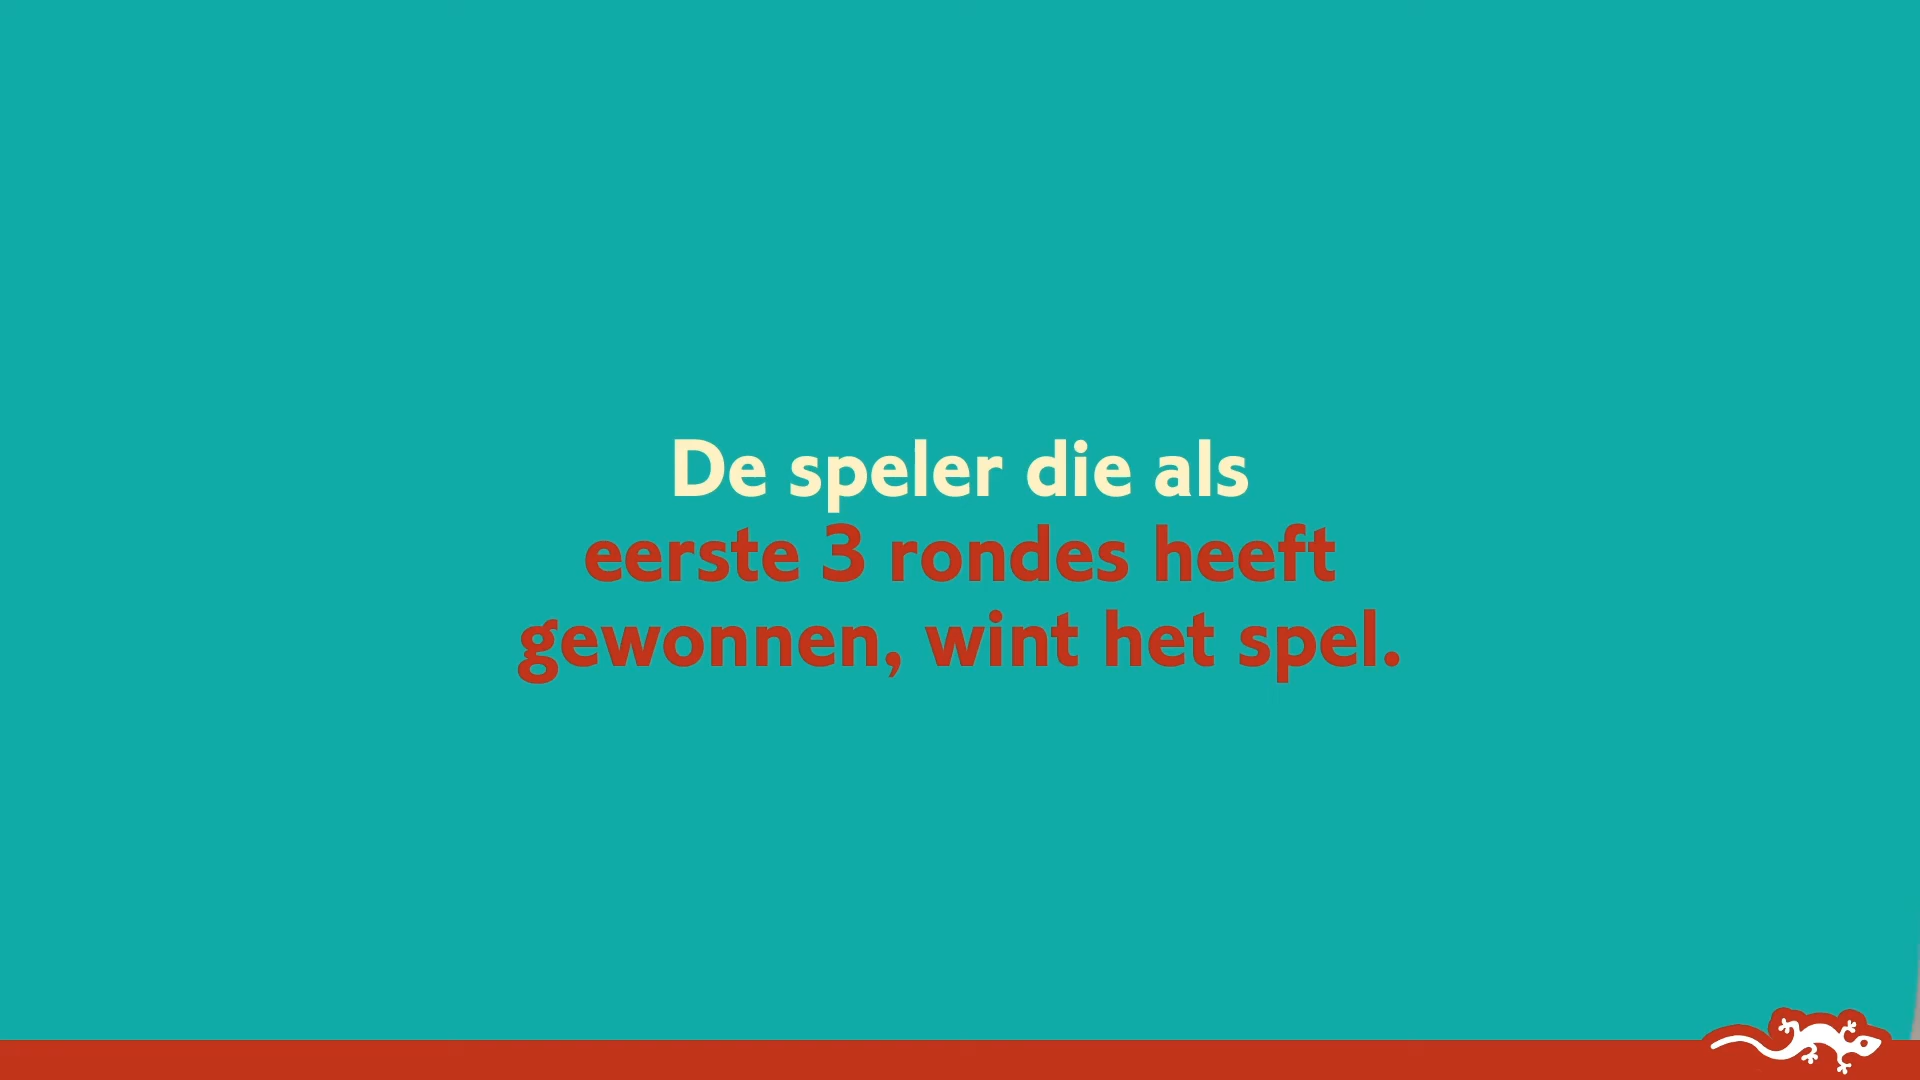 De speler die als
eerste 3 rondes heeft
gewonnen, wint het spel.